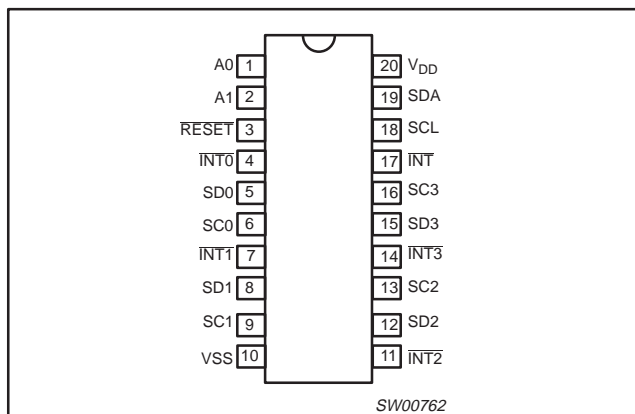 A0 1 20 VDD
A1 2 19 SDA
RESET 3 18 SCL
INT0 4 17 INT
SD0 5 16 SC3
SC0 6 15 SD3
INT1 7 14 INT3
SD1 8 13 SC2
SC1 9 12 SD2
VSS 10 11 INT2
SW00762